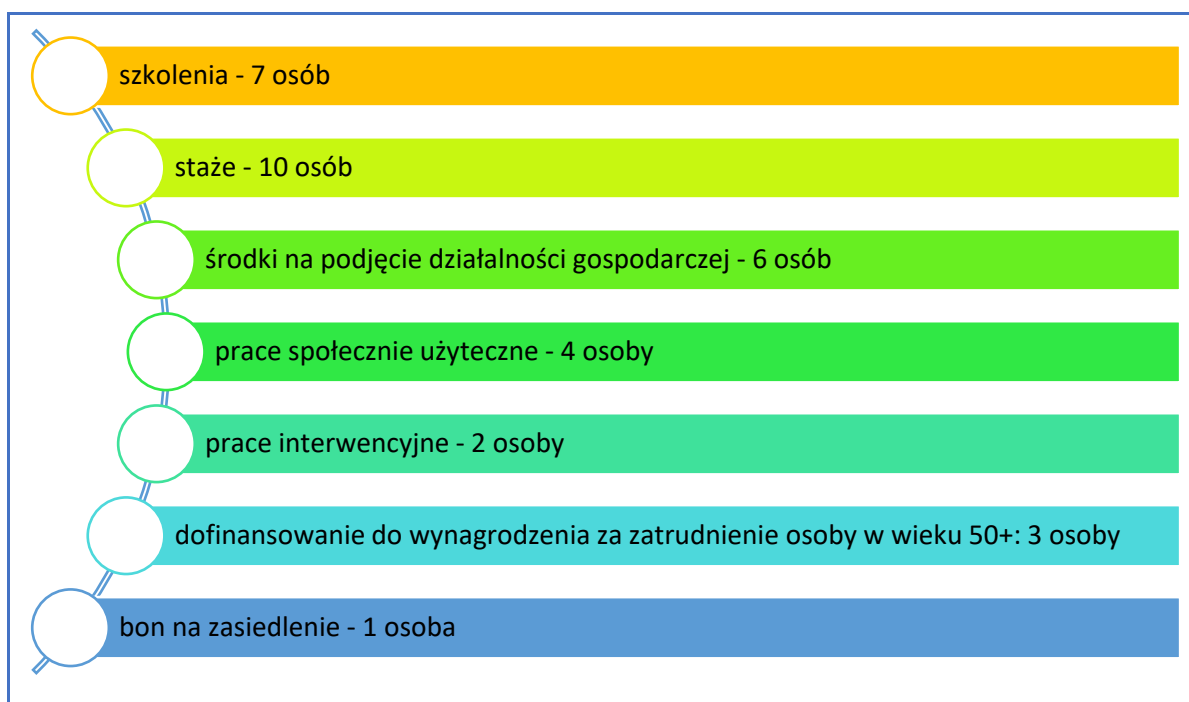 szkolenia - 7 osób
staże - 10 osób
środki na podjęcie działalności gospodarczej - 6 osób
prace społecznie użyteczne - 4 osoby
prace interwencyjne - 2 osoby
dofinansowanie do wynagrodzenia za zatrudnienie osoby w wieku 50+: 3 osoby
bon na zasiedlenie - 1 osoba